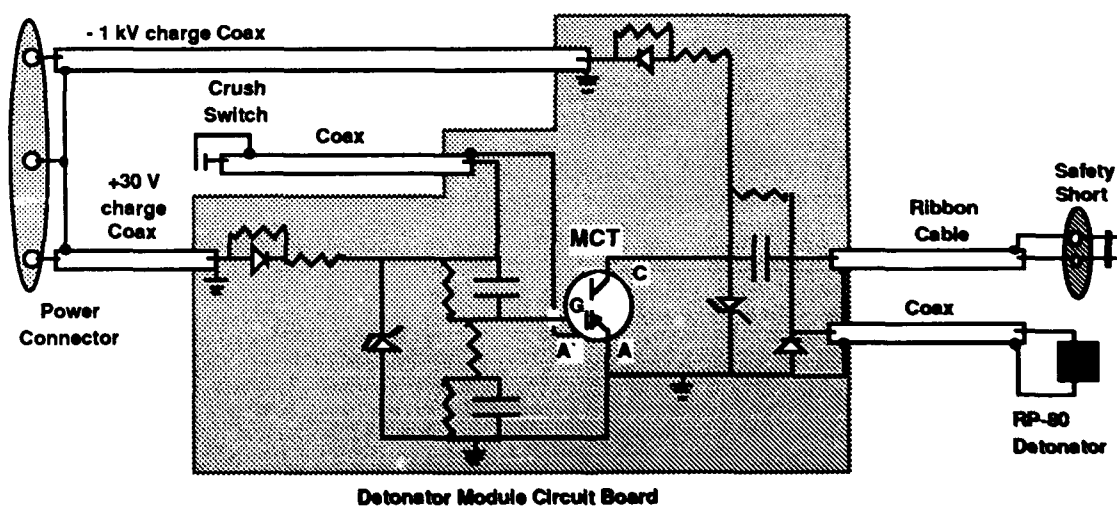 - 1 kV charge Coax
Crush
Switch
Coax
+30 V
charge
Coax
Power
Connector
MCT
C
G
A'
A
Ribbon
Cable
Safety
Short
Coax
RP-80
Detonator
Detonator Module Circuit Board